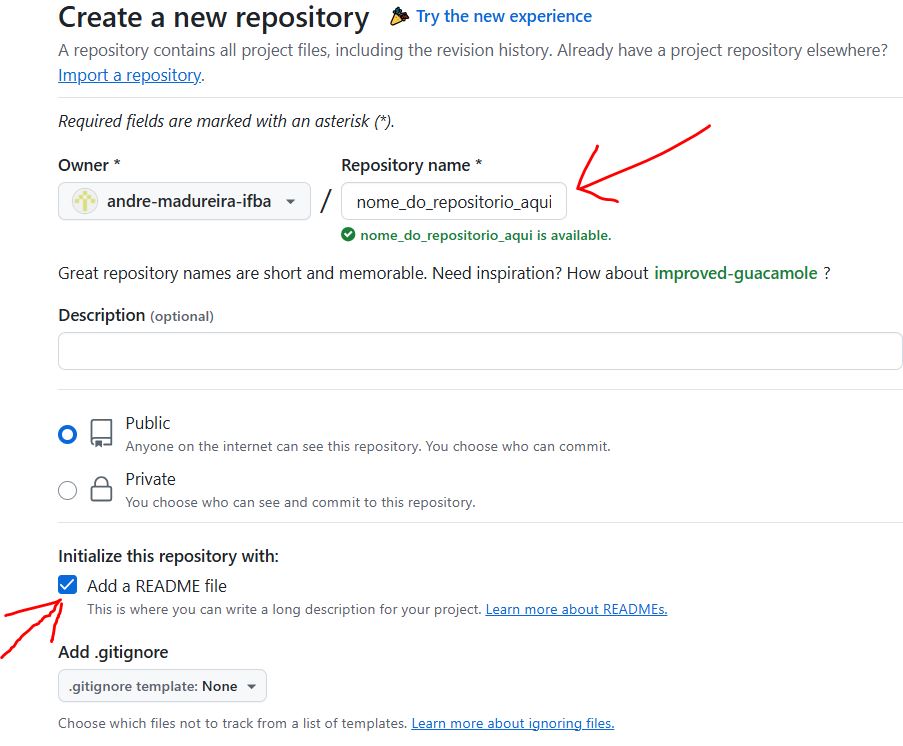 Create a new repository Try the new experience
A repository contains all project files, including the revision history. Already have a project repository elsewhere?
Import a repository.
Required fields are marked with an asterisk (*).
Owner * Repository name *
andre-madureira-ifba / nome_do_repositorio_aqui
nome_do_repositorio_aqui is available.
Great repository names are short and memorable. Need inspiration? How about improved-guacamole ?
Description (optional)
Public
Anyone on the internet can see this repository. You choose who can commit.
Private
You choose who can see and commit to this repository.
Initialize this repository with:
Add a README file
This is where you can write a long description for your project. Learn more about READMEs.
Add .gitignore
.gitignore template: None
Choose which files not to track from a list of templates. Learn more about ignoring files.